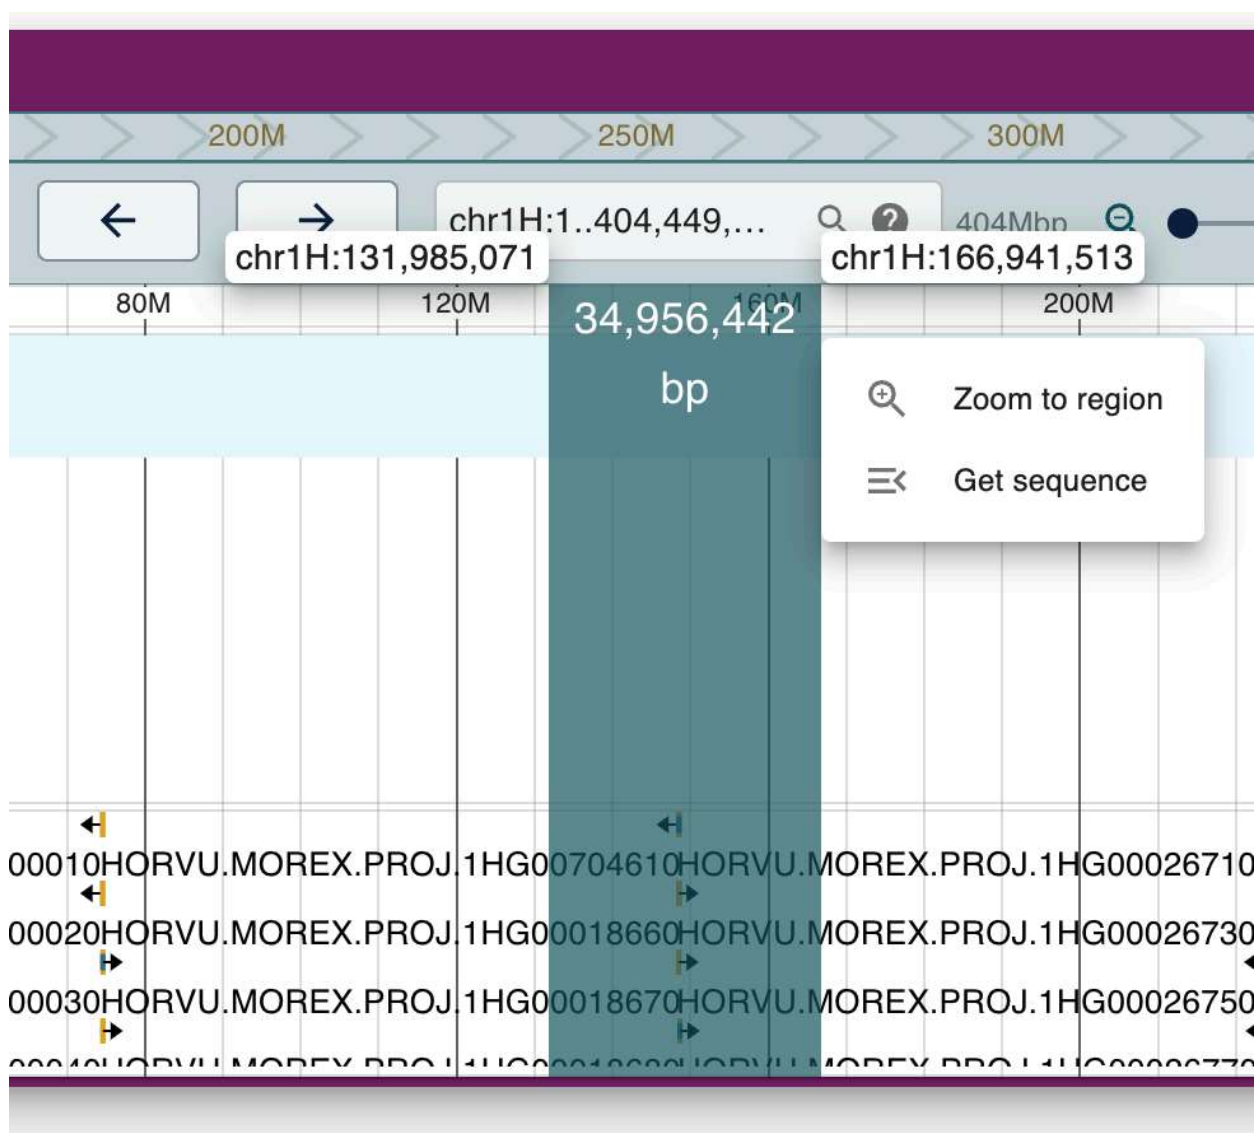 200M 250M 300M
chr1H:1..404,449,... 404Mbp
chr1H:131,985,071 chr1H:166,941,513
80M 120M 160M 200M
34,956,442
bp
Zoom to region
Get sequence
00010HORVU.MOREX.PROJ.1HG00704610HORVU.MOREX.PROJ.1HG00026710
00020HORVU.MOREX.PROJ.1HG00018660HORVU.MOREX.PROJ.1HG00026730
00030HORVU.MOREX.PROJ.1HG00018670HORVU.MOREX.PROJ.1HG00026750